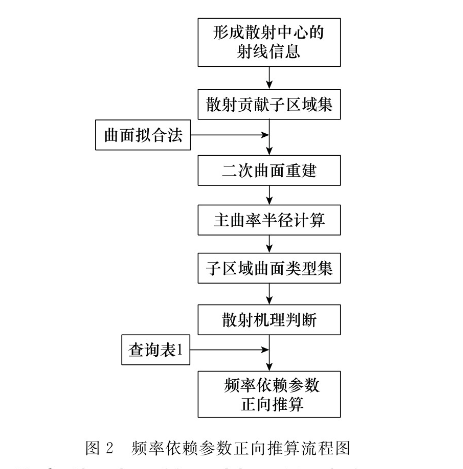 形成散射中心的
射线信息
散射贡献子区域集
曲面拟合法
二次曲面重建
主曲率半径计算
子区域曲面类型集
散射机理判断
查询表1
频率依赖参数
正向推算
图 2 频率依赖参数正向推算流程图